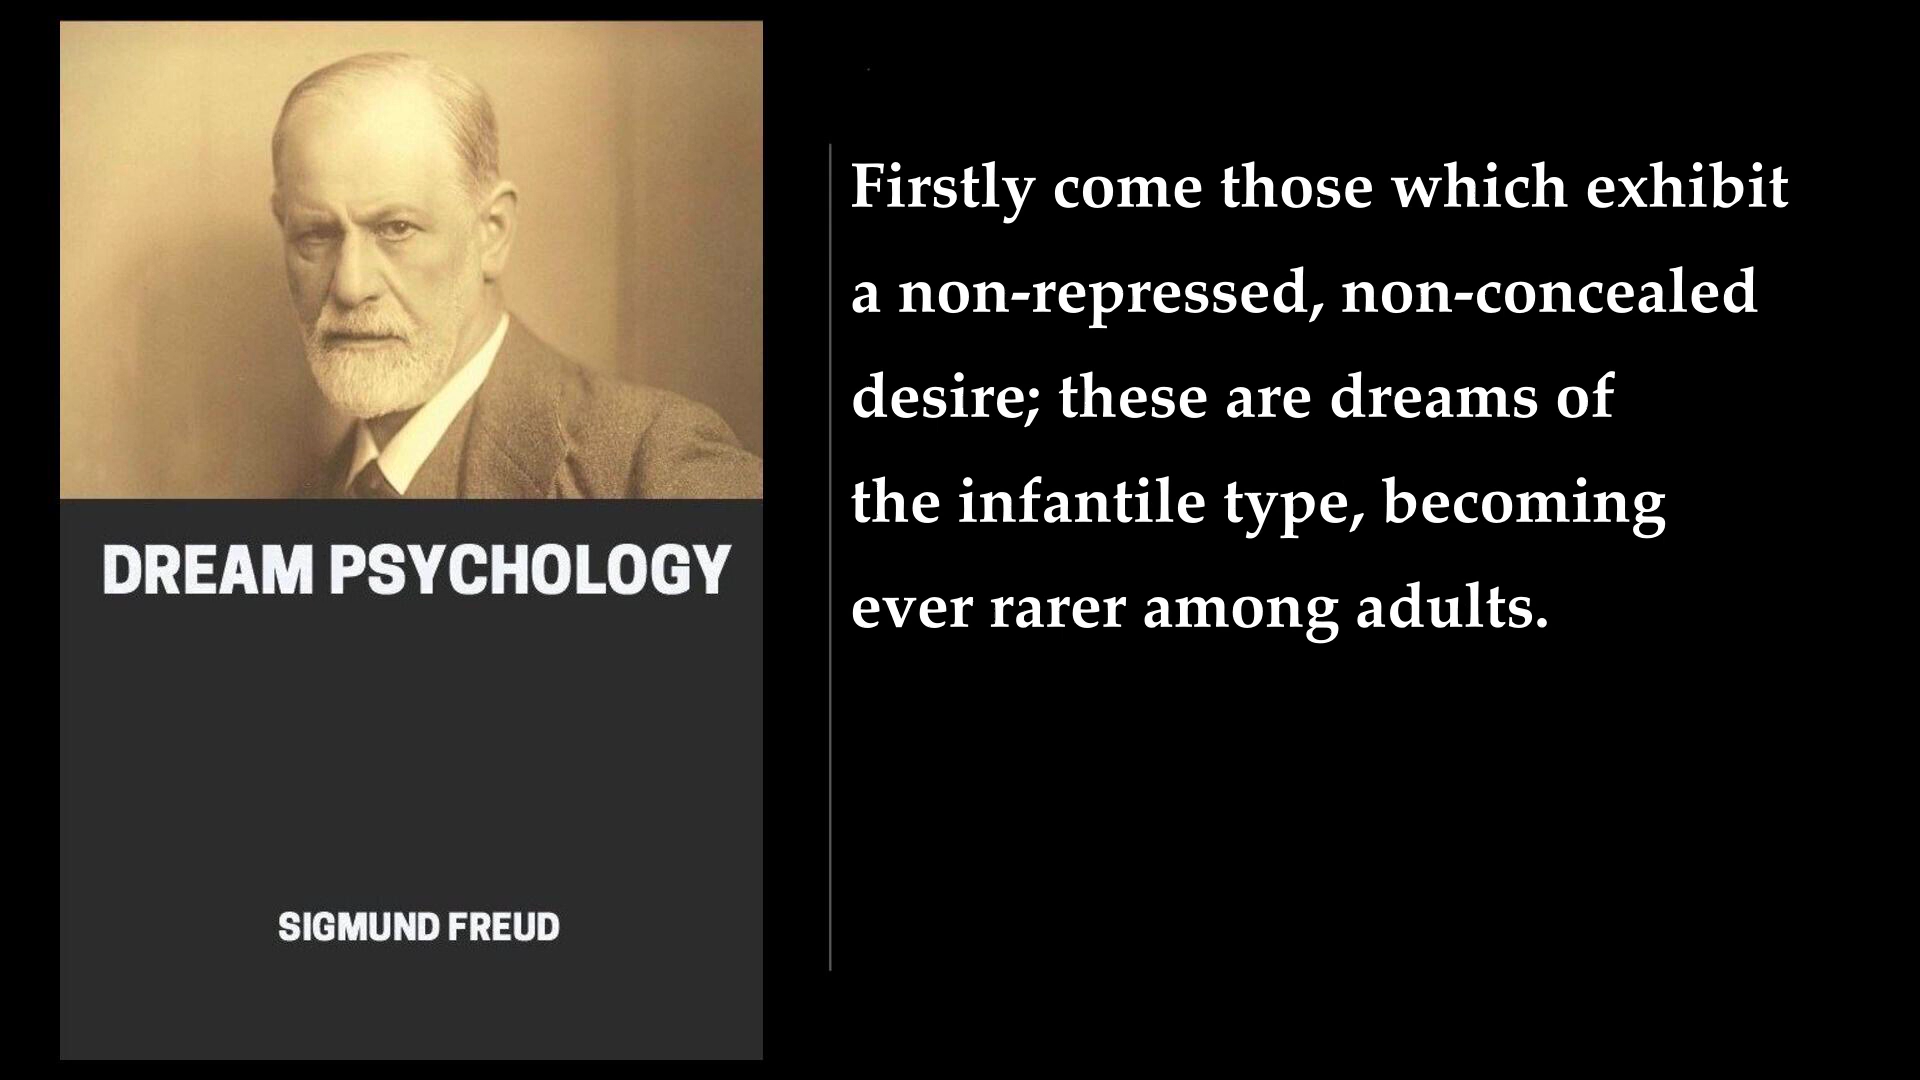 DREAM PSYCHOLOGY
SIGMUND FREUD
Firstly come those which exhibit
a non-repressed, non-concealed
desire; these are dreams of
the infantile type, becoming
ever rarer among adults.